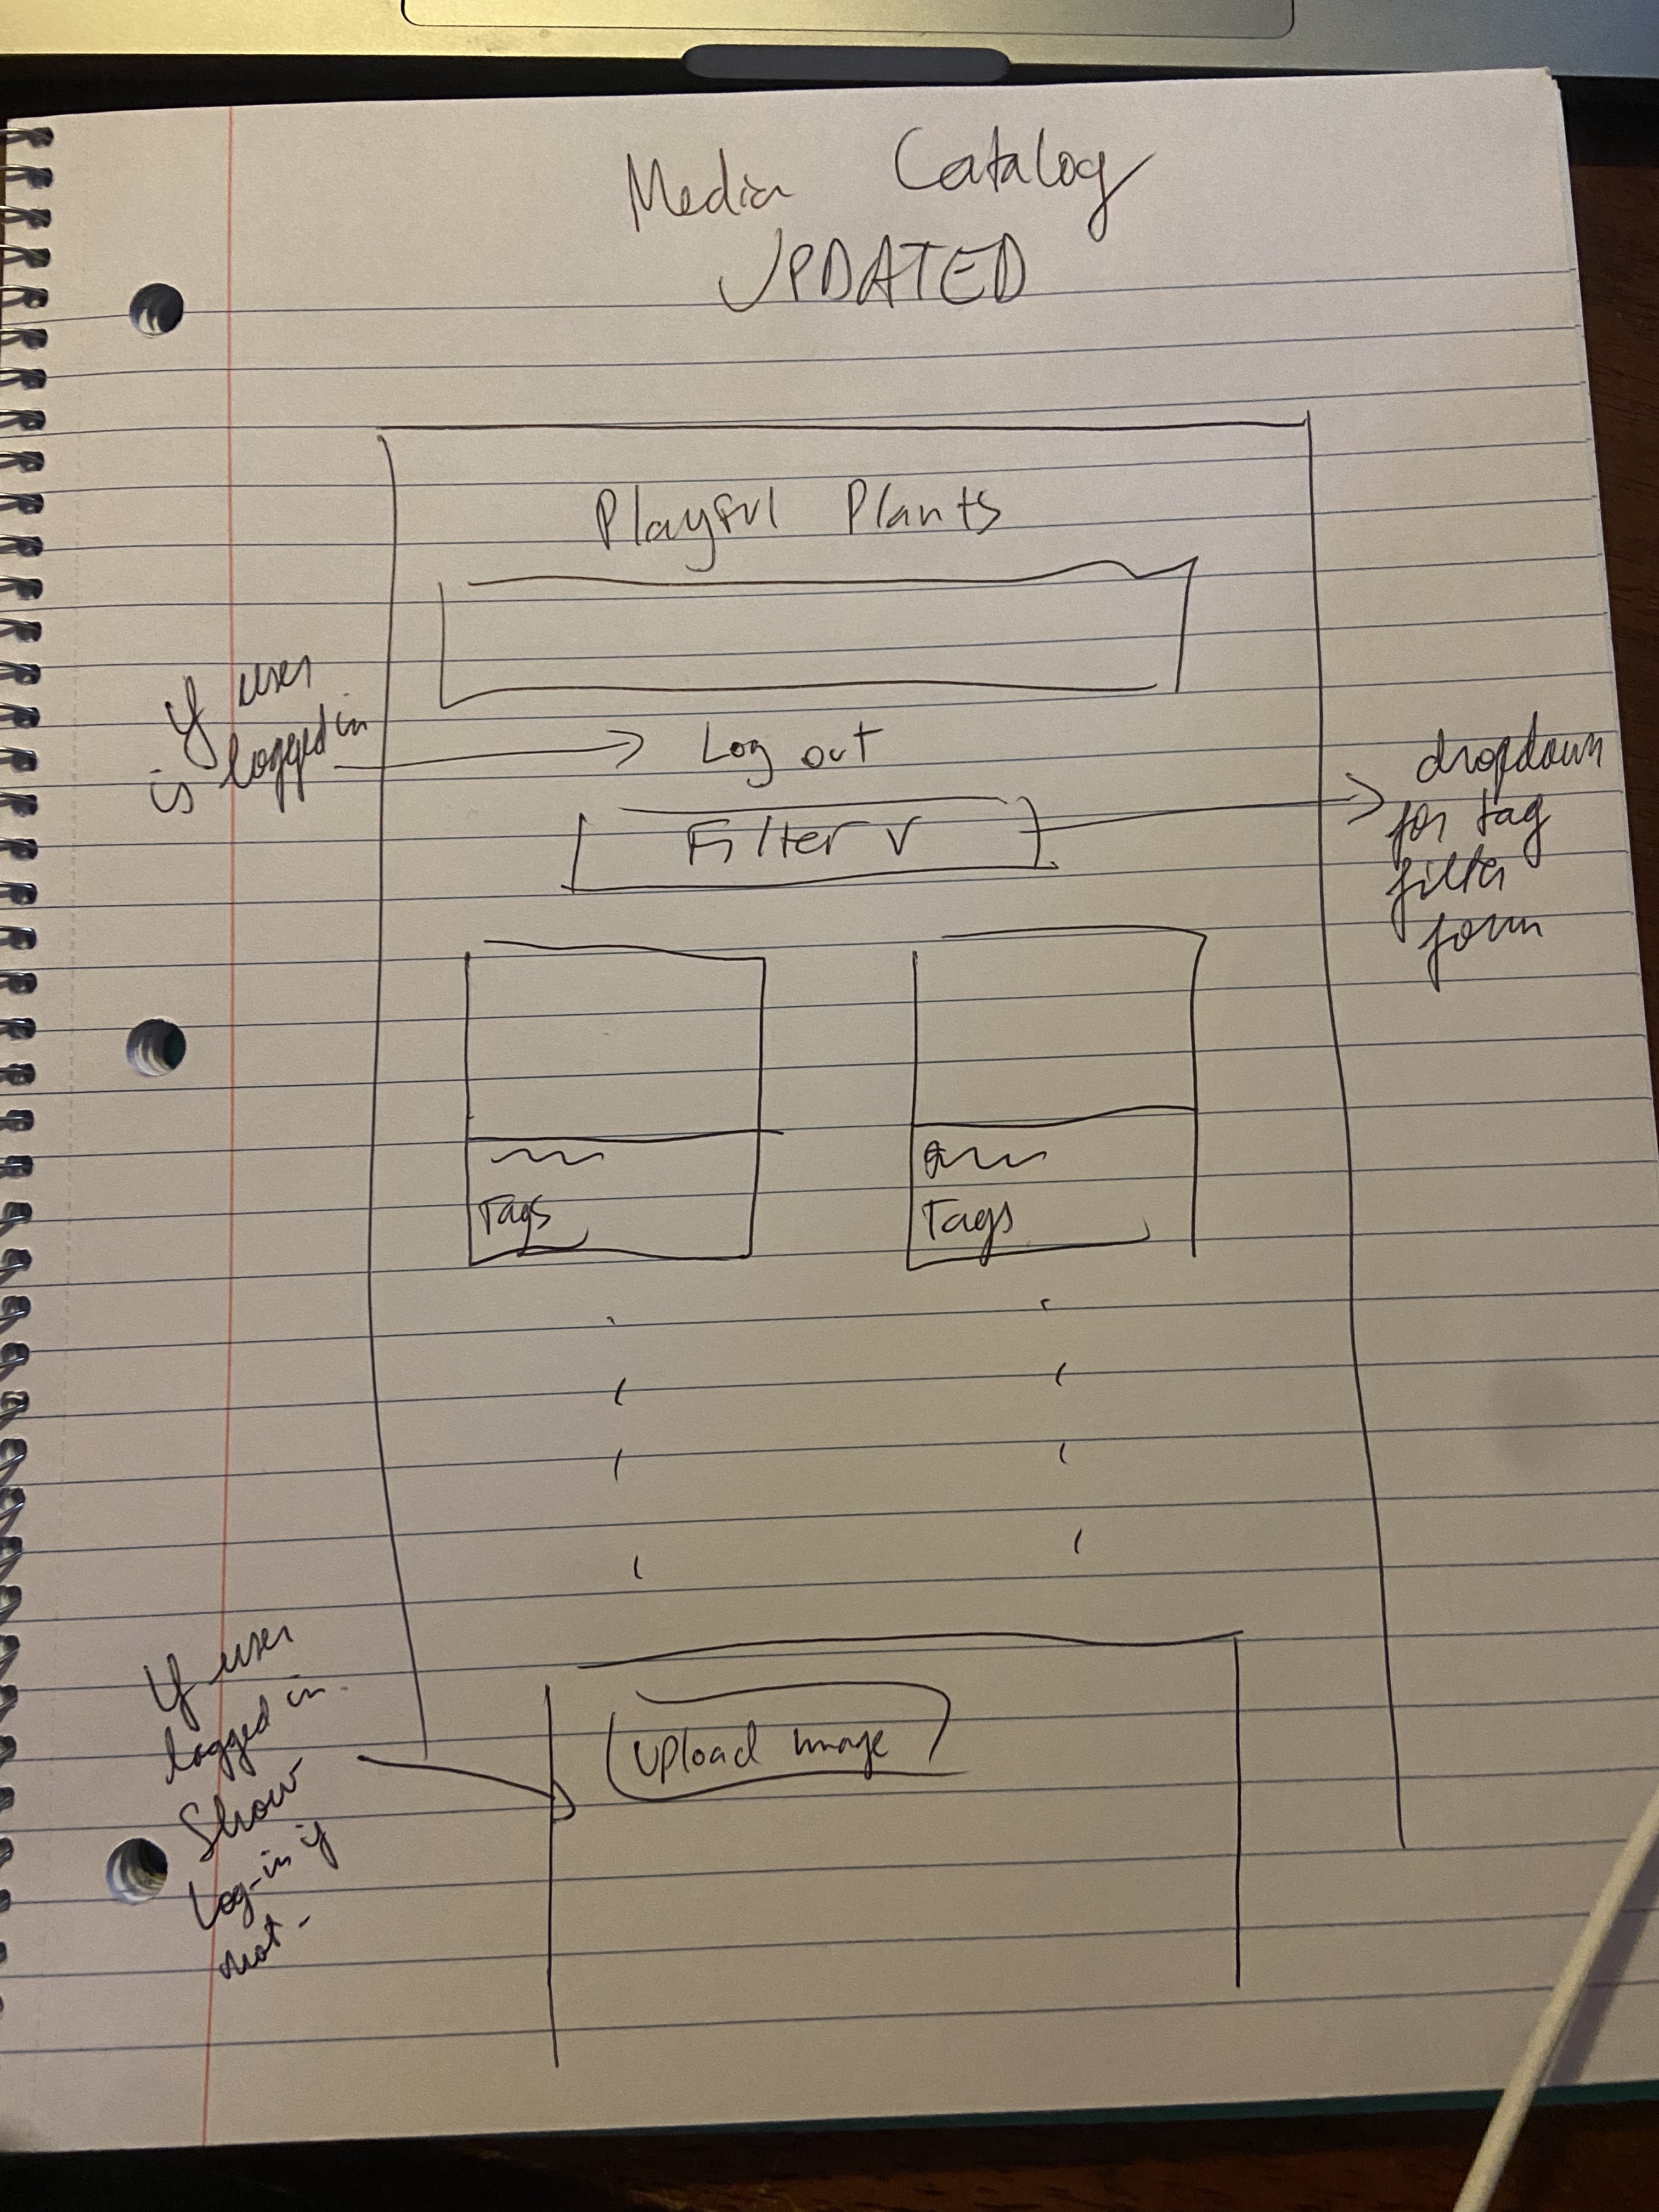 Media Catalog
UPDATED
Playful Plants
If user
is logged in
Log out
Filter v
dropdown
for tag
filter
form
Tags
Tags
If user
logged in.
Show
Log-in if
not-
Upload image